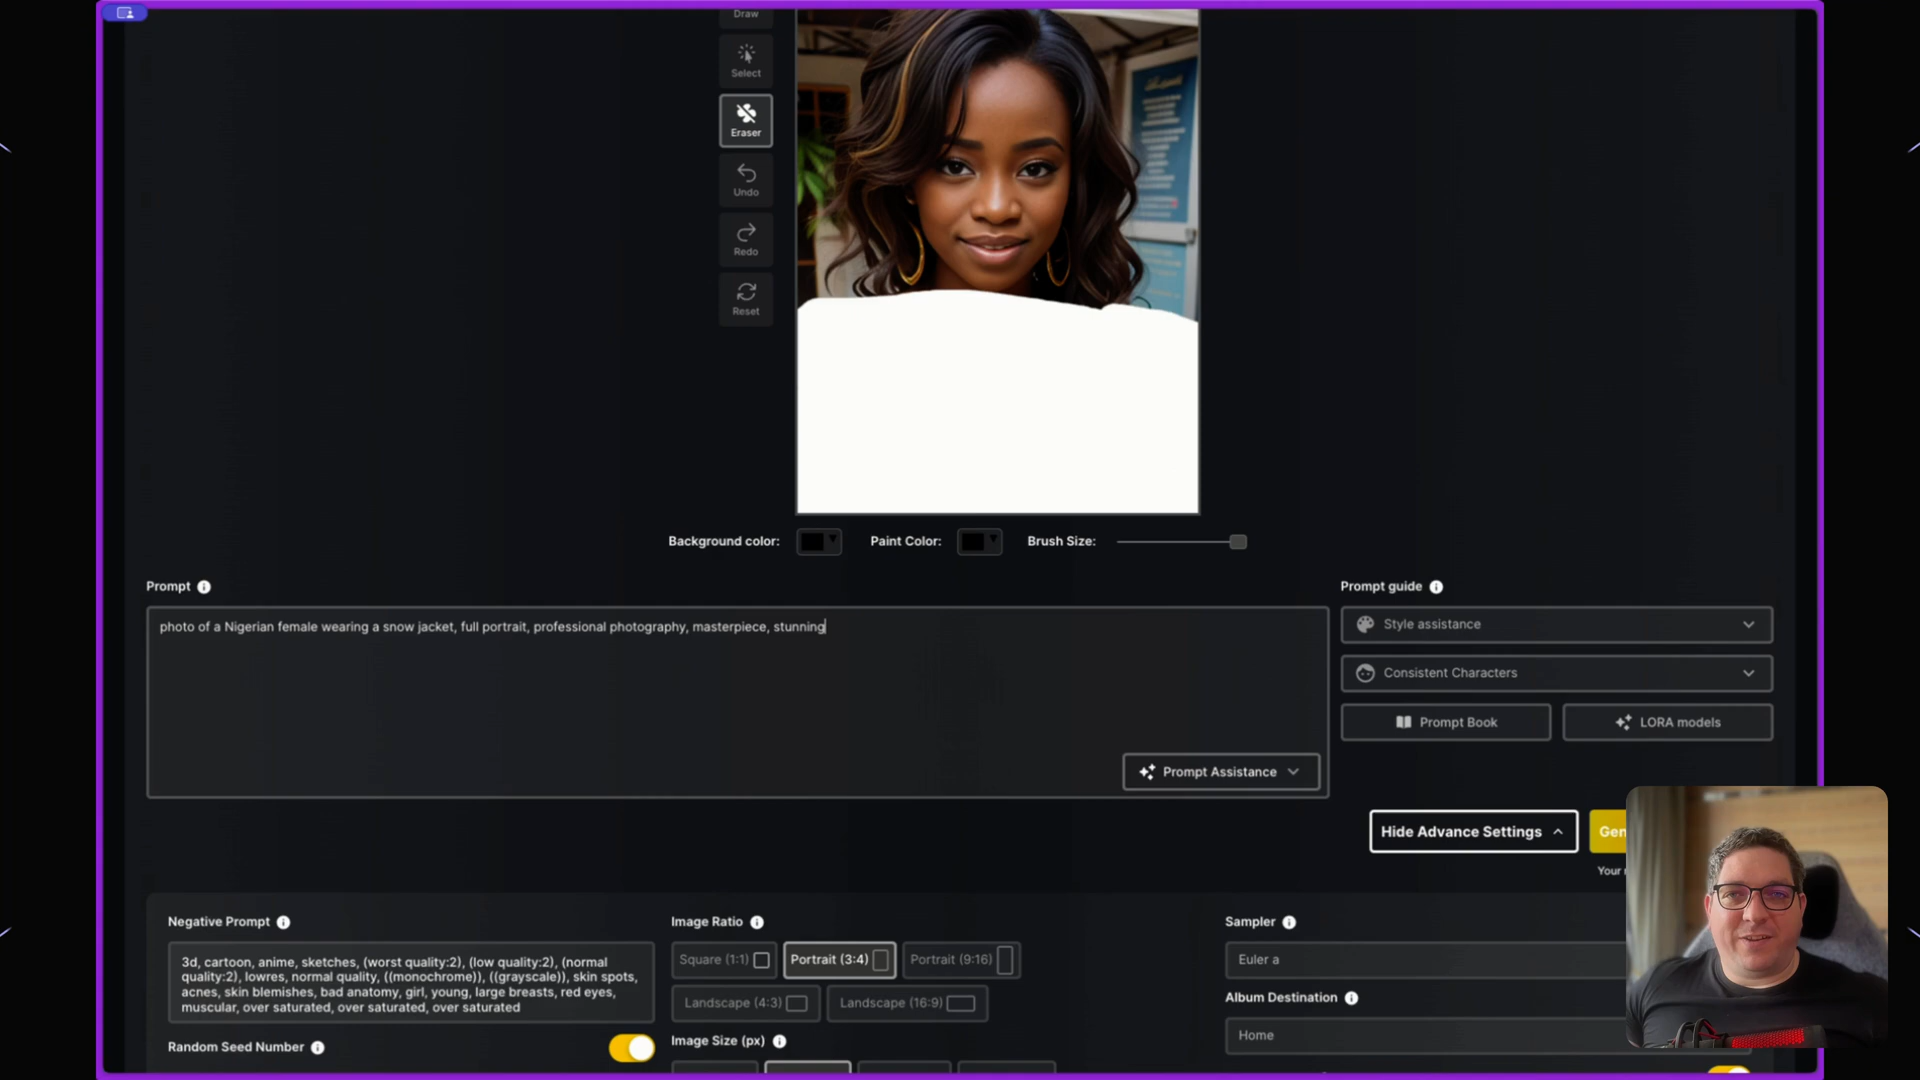 Draw
Select
Eraser
Undo
Redo
Reset
Background color:
Paint Color:
Brush Size:
Prompt
Prompt guide
photo of a Nigerian female wearing a snow jacket, full portrait, professional photography, masterpiece, stunning
Style assistance
Consistent Characters
Prompt Book
LORA models
Prompt Assistance
Hide Advance Settings
Gen
Your
Negative Prompt
3d, cartoon, anime, sketches, (worst quality:2), (low quality:2), (normal
quality:2), lowres, normal quality, ((monochrome)), ((grayscale)), skin spots,
acnes, skin blemishes, bad anatomy, girl, young, large breasts, red eyes,
muscular, over saturated, over saturated, over saturated
Random Seed Number
Image Ratio
Square (1:1)
Portrait (3:4)
Portrait (9:16)
Landscape (4:3)
Landscape (16:9)
Image Size (px)
Sampler
Euler a
Album Destination
Home